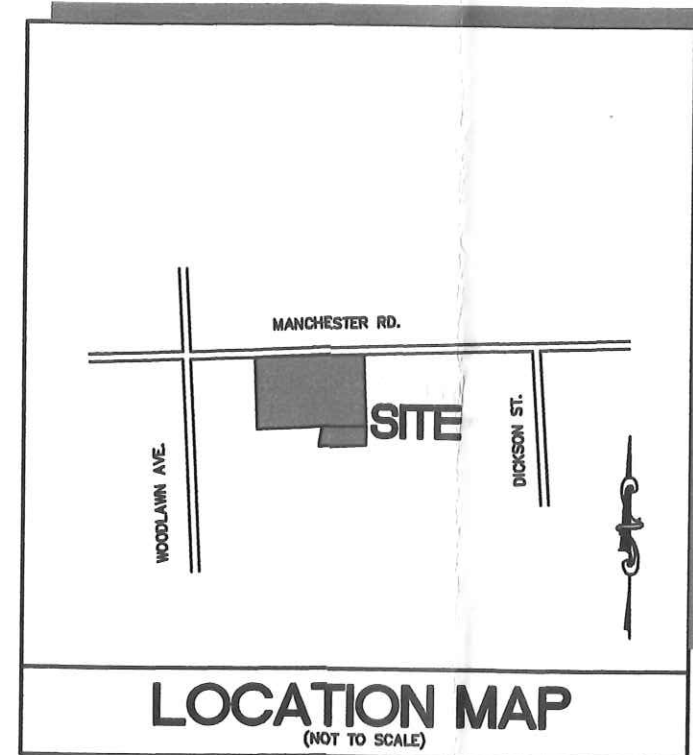 MANCHESTER RD.
SITE
WOODLAWN AVE.
DICKSON ST.
LOCATION MAP
(NOT TO SCALE)